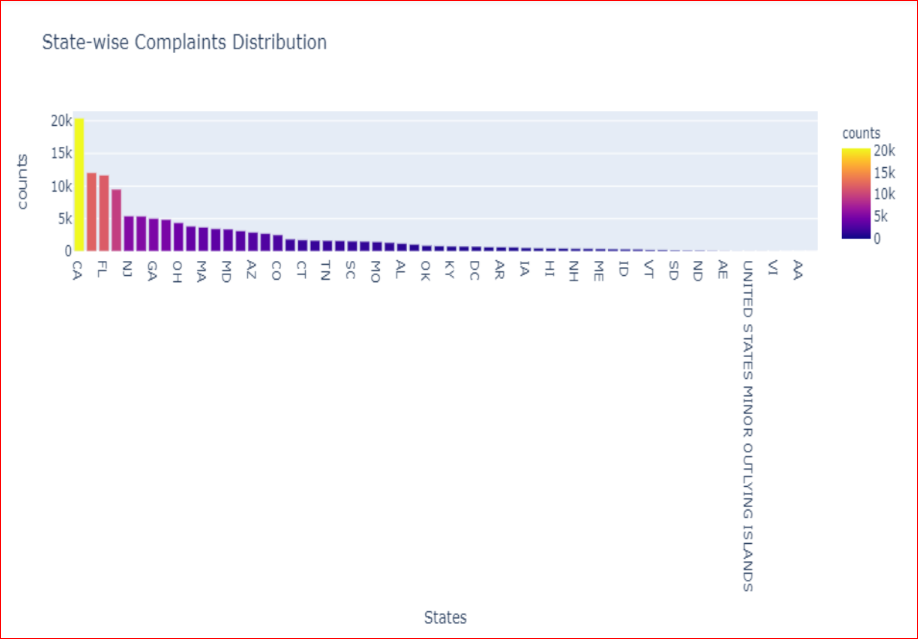 State-wise Complaints Distribution
counts
20k
15k
10k
5k
0
CA
FL
NJ
GA
OH
MA
MD
AZ
CO
CT
TN
SC
MO
AL
OK
KY
DC
AR
IA
HI
NH
ME
ID
VT
SD
ND
AE
UNITED STATES MINOR OUTLYING ISLANDS
VI
AA
States
counts
20k
15k
10k
5k
0